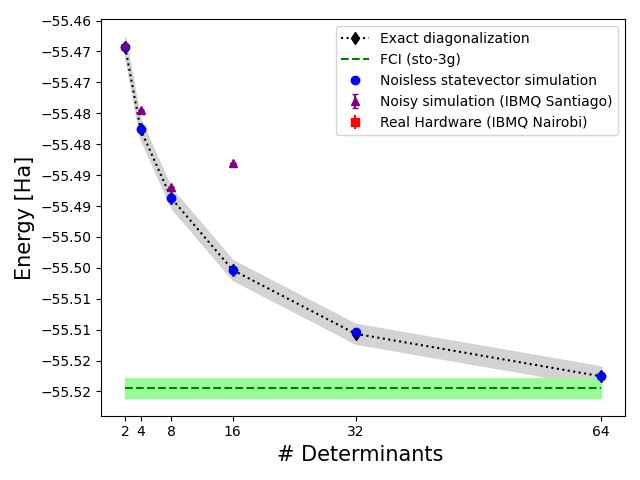 Energy [Ha]
−55.46
−55.47
−55.47
−55.48
−55.48
−55.49
−55.49
−55.50
−55.50
−55.51
−55.51
−55.52
−55.52
Exact diagonalization
FCI (sto-3g)
Noisless statevector simulation
Noisy simulation (IBMQ Santiago)
Real Hardware (IBMQ Nairobi)
2 4 8 16 32 64
# Determinants